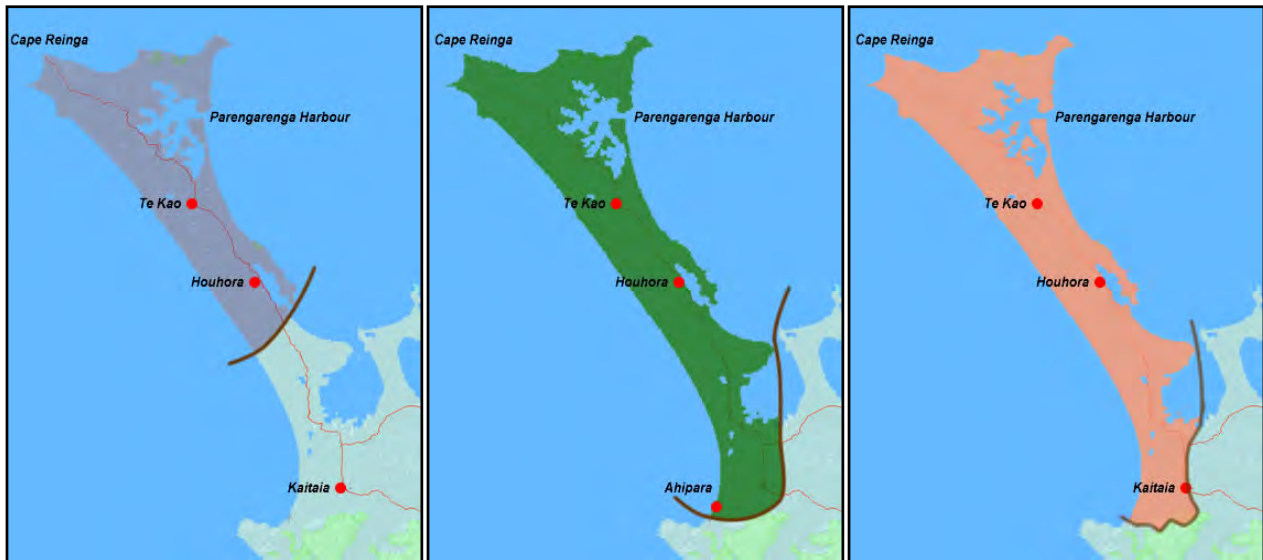 Cape Reinga
Parengarenga Harbour
Te Kao
Houhora
Kaitaia
Cape Reinga
Parengarenga Harbour
Te Kao
Houhora
Ahipara
Cape Reinga
Parengarenga Harbour
Te Kao
Houhora
Kaitaia